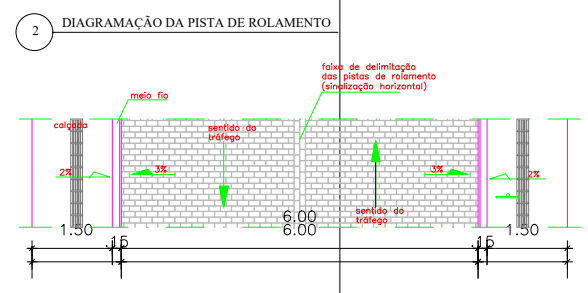 2
DIAGRAMAÇÃO DA PISTA DE ROLAMENTO
faixa de delimitação
das pistas de rolamento
(sinalização horizontal)
meio fio
calçada
sentido do
tráfego
2%
3%
3%
2%
sentido do
tráfego
6.00
1.50
6.00
1.50
.15
.15